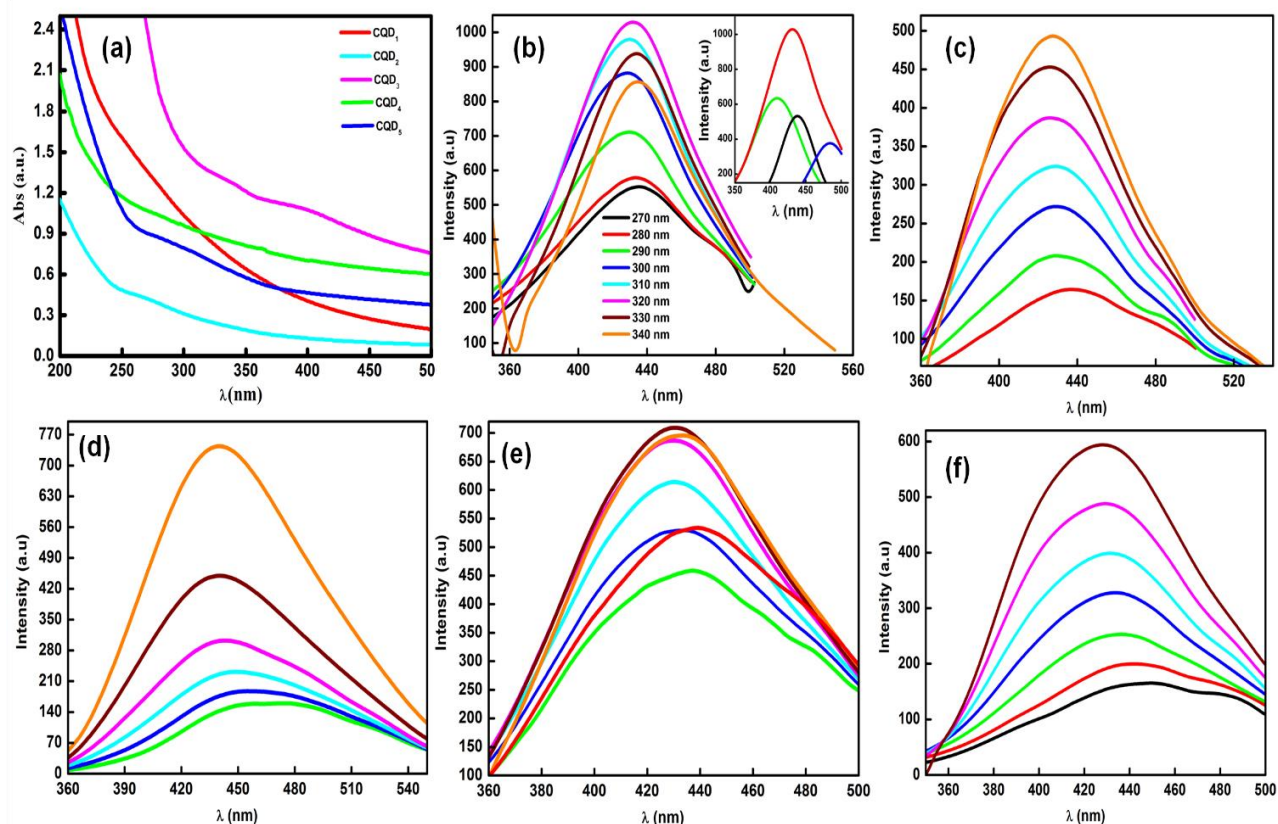 (a)
CQD1
CQD2
CQD3
CQD4
CQD5
Abs (a.u.)
2.4
2.1
1.8
1.5
1.2
0.9
0.6
0.3
0.0
200 250 300 350 400 450 50
λ(nm)
(b)
Intensity (a.u)
1000
900
800
700
600
500
400
300
200
100
360 400 440 480 520 560
λ (nm)
270 nm
280 nm
290 nm
300 nm
310 nm
320 nm
330 nm
340 nm
Intensity (a.u)
1000
800
600
400
200
350 400 450 500
λ (nm)
(c)
Intensity (a.u)
500
450
400
350
300
250
200
150
100
360 400 440 480 520
λ (nm)
(d)
Intensity (a.u)
770
700
630
560
490
420
350
280
210
140
70
0
360 390 420 450 480 510 540
λ (nm)
(e)
Intensity (a.u)
700
650
600
550
500
450
400
350
300
250
200
150
100
360 380 400 420 440 460 480 500
λ (nm)
(f)
Intensity (a.u)
600
500
400
300
200
100
0
360 380 400 420 440 460 480 500
λ (nm)